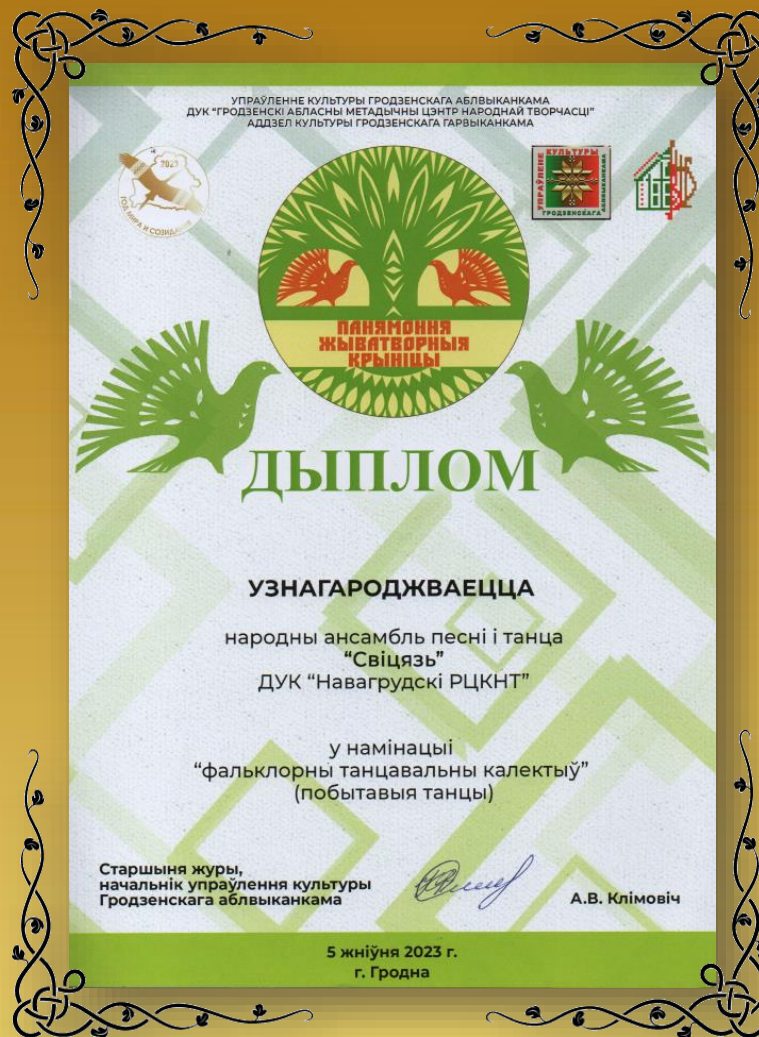 УПРАЎЛЕННЕ КУЛЬТУРЫ ГРОДЗЕНСКАГА АБЛВЫКАНКАМА
ДУК “ГРОДЗЕНСКІ АБЛАСНЫ МЕТАДЫЧНЫ ЦЭНТР НАРОДНАЙ ТВОРЧАСЦІ”
АДДЗЕЛ КУЛЬТУРЫ ГРОДЗЕНСКАГА ГАРВЫКАНКАМА
2023
ГОД МИРА И СОЗИДАНИЯ
УПРАЎЛЕНЕ КУЛЬТУРЫ
ГРОДЗЕНСКАГА АБЛВЫКАНКАМА
ПАНЯМОННЯ
ЖЫВАТВОРНЫЯ
КРЫНІЦЫ
ДЫПЛОМ
УЗНАГАРОДЖВАЕЦЦА
народны ансамбль песні і танца
“Свіцязь”
ДУК “Навагрудскі РЦКНТ”
у намінацыі
“фальклорны танцавальны калектыў”
(побытавыя танцы)
Старшыня журы,
начальнік упраўлення культуры
Гродзенскага аблвыканкама
А.В. Клімовіч
5 жніўня 2023 г.
г. Гродна